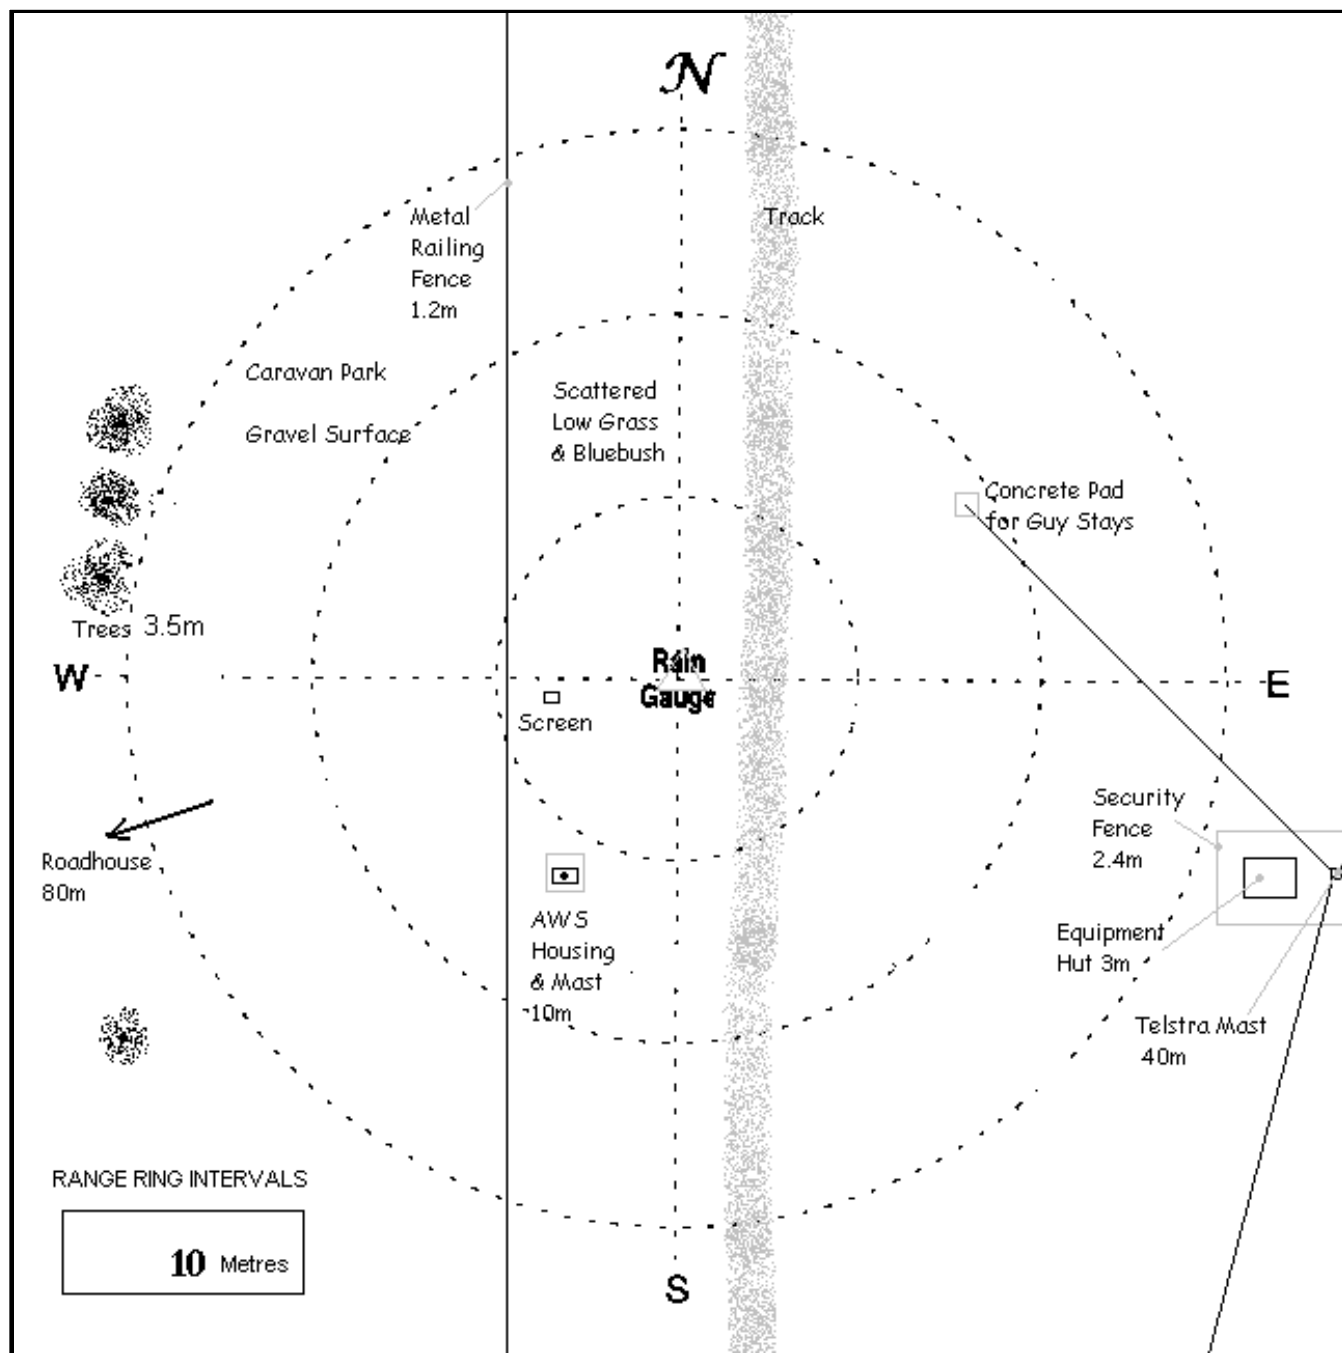 N
Metal
Railing
Fence
1.2m
Track
Caravan Park
Gravel Surface
Scattered
Low Grass
& Bluebush
Concrete Pad
for Guy Stays
Trees 3.5m
W
Rain
Gauge
E
Screen
Security
Fence
2.4m
Roadhouse
80m
AWS
Housing
& Mast
10m
Equipment
Hut 3m
Telstra Mast
40m
RANGE RING INTERVALS
10 Metres
S